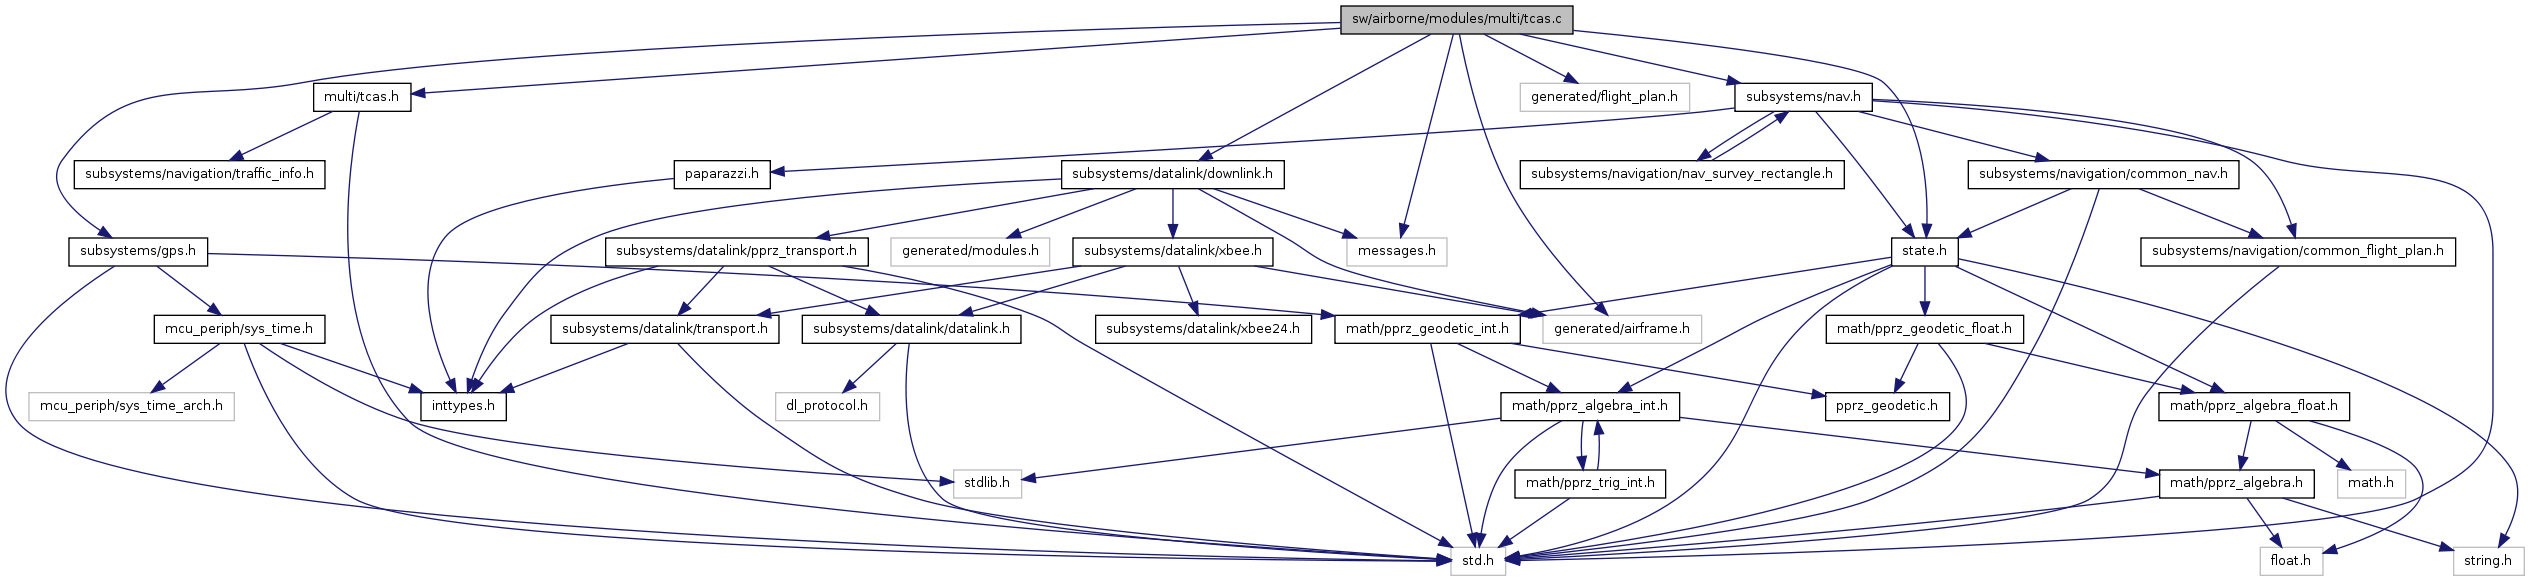 sw/airborne/modules/multi/tcas.c
multi/tcas.h
generated/flight_plan.h
subsystems/nav.h
subsystems/navigation/traffic_info.h
paparazzi.h
subsystems/datalink/downlink.h
subsystems/navigation/nav_survey_rectangle.h
subsystems/navigation/common_nav.h
subsystems/gps.h
subsystems/datalink/pprz_transport.h
generated/modules.h
subsystems/datalink/xbee.h
messages.h
state.h
subsystems/navigation/common_flight_plan.h
mcu_periph/sys_time.h
subsystems/datalink/transport.h
subsystems/datalink/datalink.h
subsystems/datalink/xbee24.h
math/pprz_geodetic_int.h
generated/airframe.h
math/pprz_geodetic_float.h
mcu_periph/sys_time_arch.h
inttypes.h
dl_protocol.h
math/pprz_algebra_int.h
pprz_geodetic.h
math/pprz_algebra_float.h
stdlib.h
math/pprz_trig_int.h
math/pprz_algebra.h
math.h
std.h
float.h
string.h